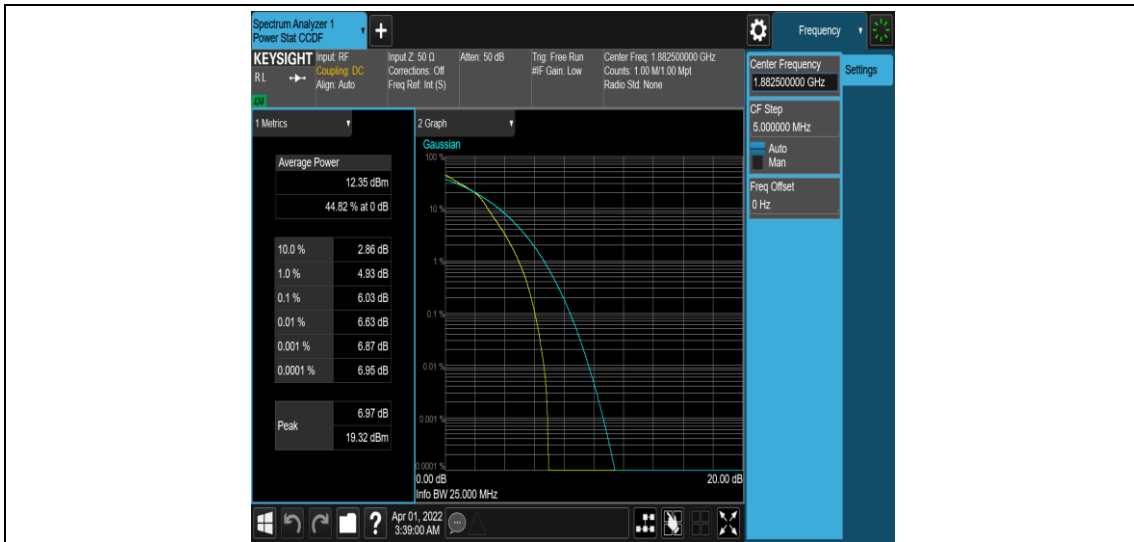 Spectrum Analyzer 1
Power Stat CCDF
+
Frequency
KEYSIGHT
RL
Input: RF
Coupling: DC
Align: Auto
Input Z: 50 Ω
Corrections: Off
Freq Ref: Int (S)
Atten: 50 dB
Trig: Free Run
#IF Gain: Low
Center Freq: 1.882500000 GHz
Counts: 1.00 M/1.00 Mpt
Radio Std: None
Center Frequency
1.882500000 GHz
Settings
CF Step
5.000000 MHz
Auto
Man
Freq Offset
0 Hz
1 Metrics
Average Power
12.35 dBm
44.82 % at 0 dB
10.0 % 2.86 dB
1.0 % 4.93 dB
0.1 % 6.03 dB
0.01 % 6.63 dB
0.001 % 6.87 dB
0.0001 % 6.95 dB
Peak
6.97 dB
19.32 dBm
2 Graph
Gaussian
100 %
10 %
1 %
0.1 %
0.01 %
0.001 %
0.0001 %
0.00 dB 20.00 dB
Info BW 25.000 MHz
?
Apr 01, 2022
3:39:00 AM